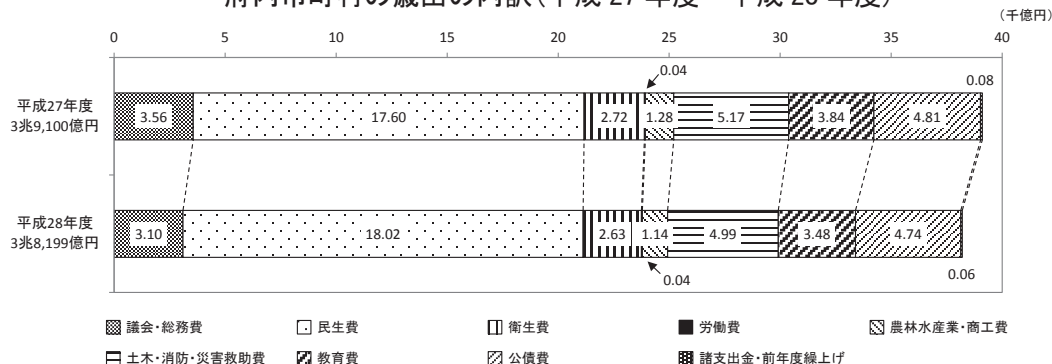 (千億円)
0 5 10 15 20 25 30 35 40
0.04 0.08
平成27年度
3兆9,100億円
3.56 17.60 2.72 1.28 5.17 3.84 4.81
平成28年度
3兆8,199億円
3.10 18.02 2.63 1.14 4.99 3.48 4.74
0.04 0.06
議会・総務費 民生費 衛生費 労働費 農林水産業・商工費
土木・消防・災害救助費 教育費 公債費 諸支出金・前年度繰上げ